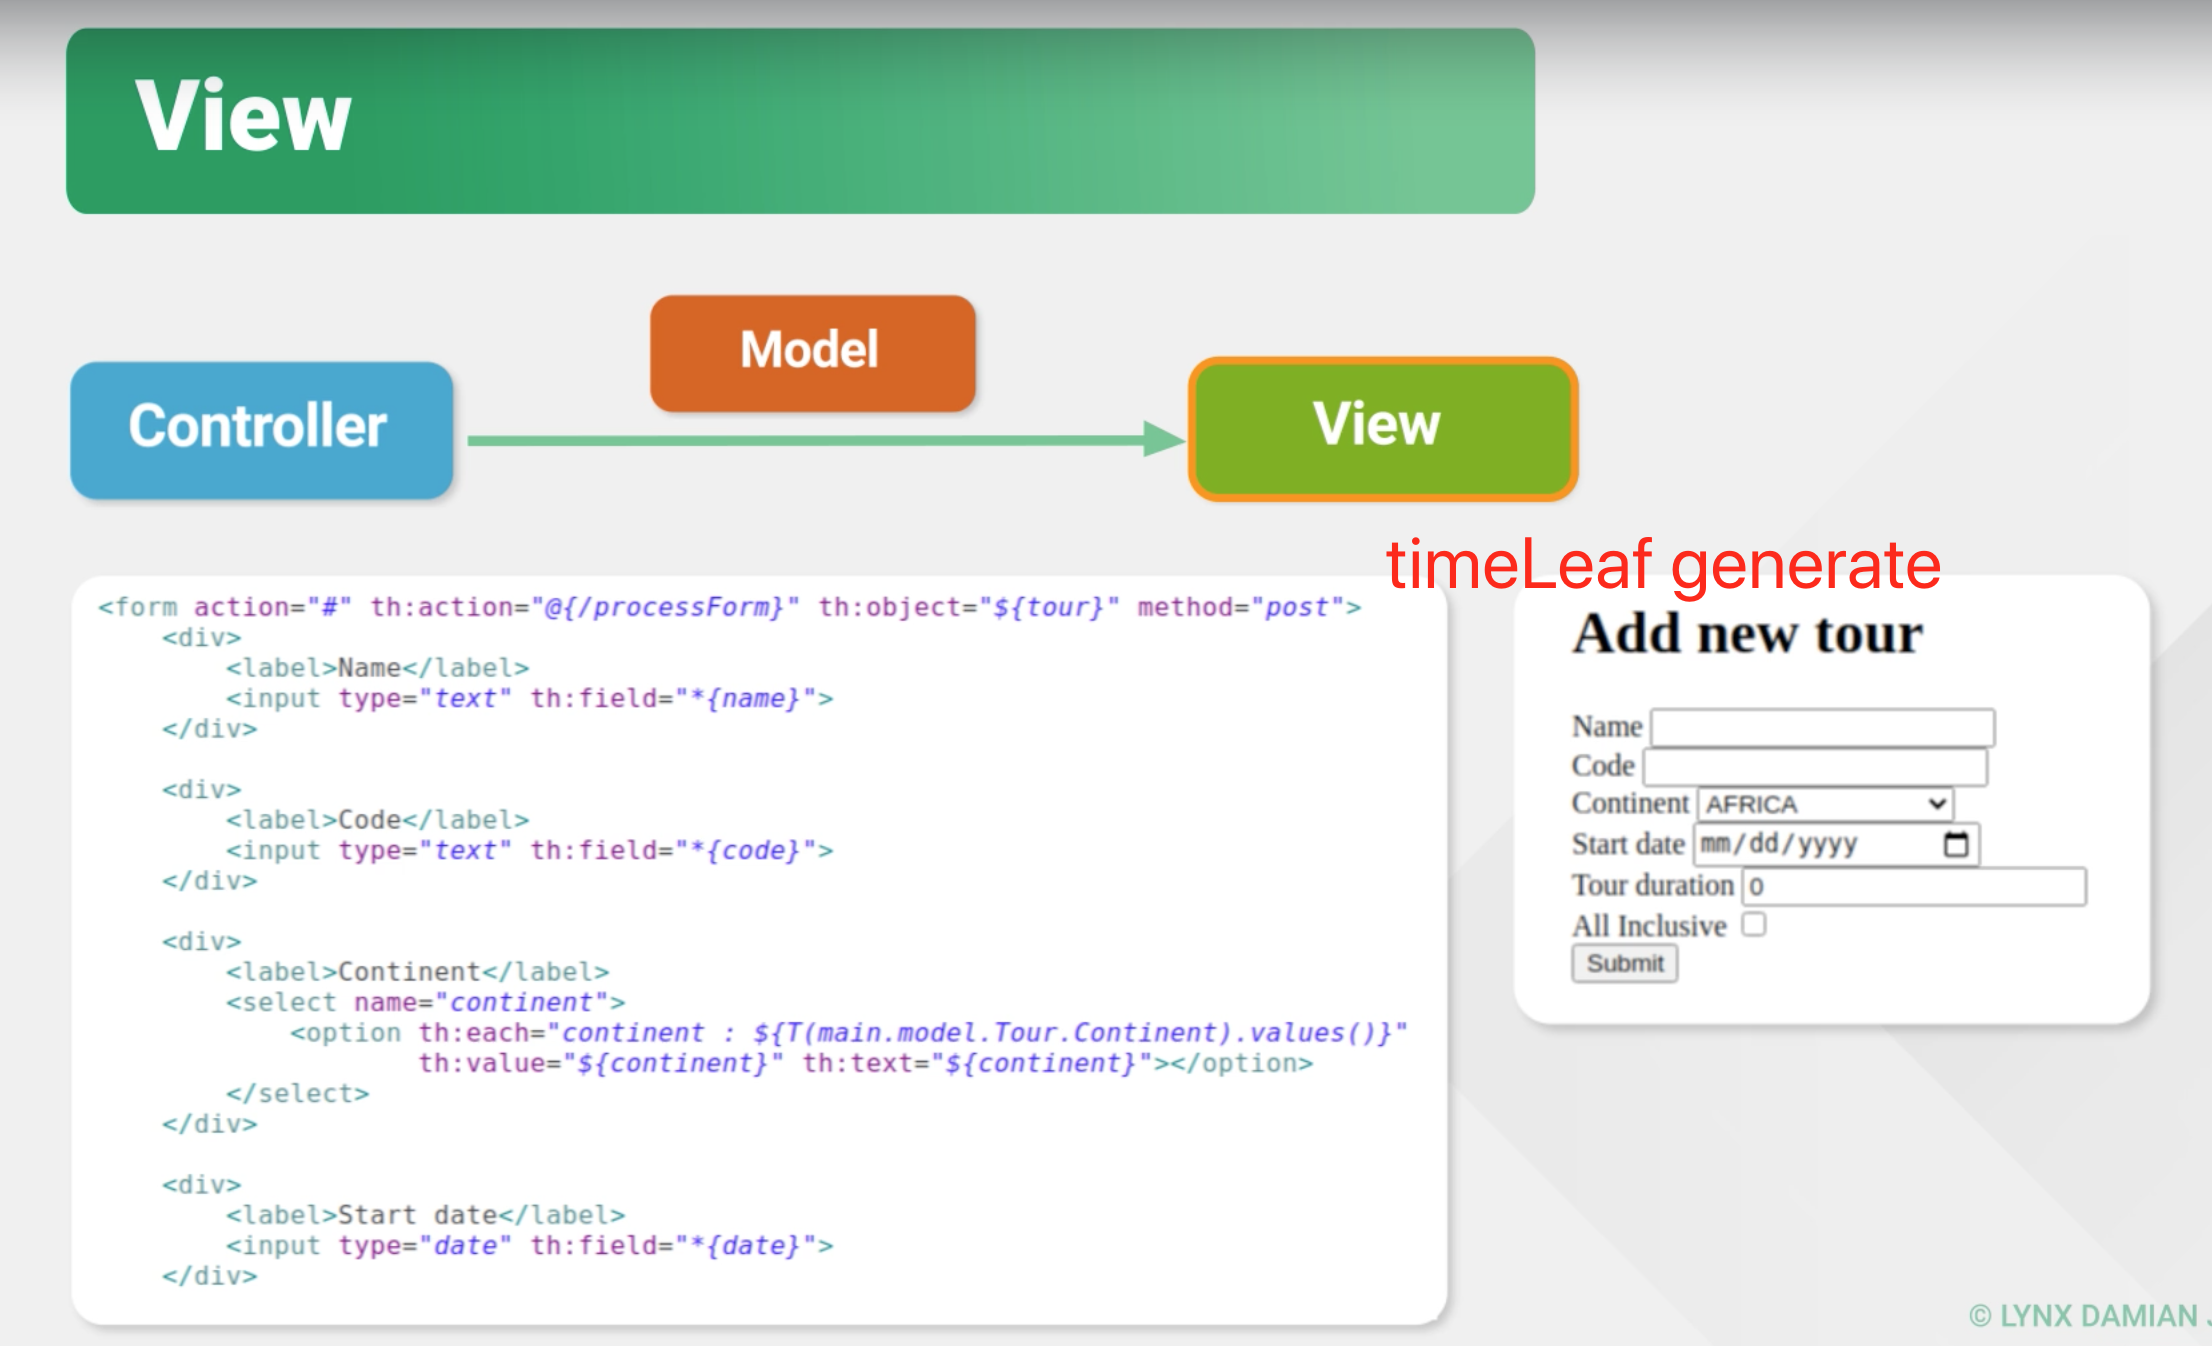 View
Model
Controller
View
timeLeaf generate
<form action="#" th:action="@{/processForm}" th:object="${tour}" method="post">
<div>
<label>Name</label>
<input type="text" th:field="*{name}">
</div>
<div>
<label>Code</label>
<input type="text" th:field="*{code}">
</div>
<div>
<label>Continent</label>
<select name="continent">
<option th:each="continent : ${T(main.model.Tour.Continent).values()}"
th:value="${continent}" th:text="${continent}"></option>
</select>
</div>
<div>
<label>Start date</label>
<input type="date" th:field="*{date}">
</div>
Add new tour
Name
Code
Continent AFRICA
Start date mm/dd/yyyy
Tour duration 0
All Inclusive
Submit
© LYNX DAMIAN